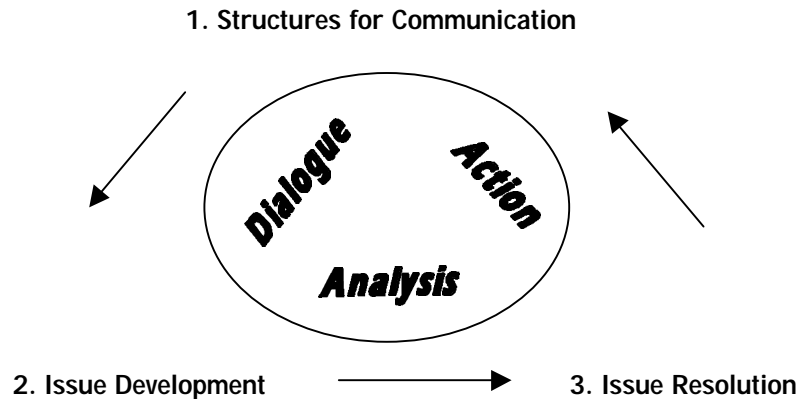 1. Structures for Communication
Dialogue
Action
Analysis
2. Issue Development
3. Issue Resolution